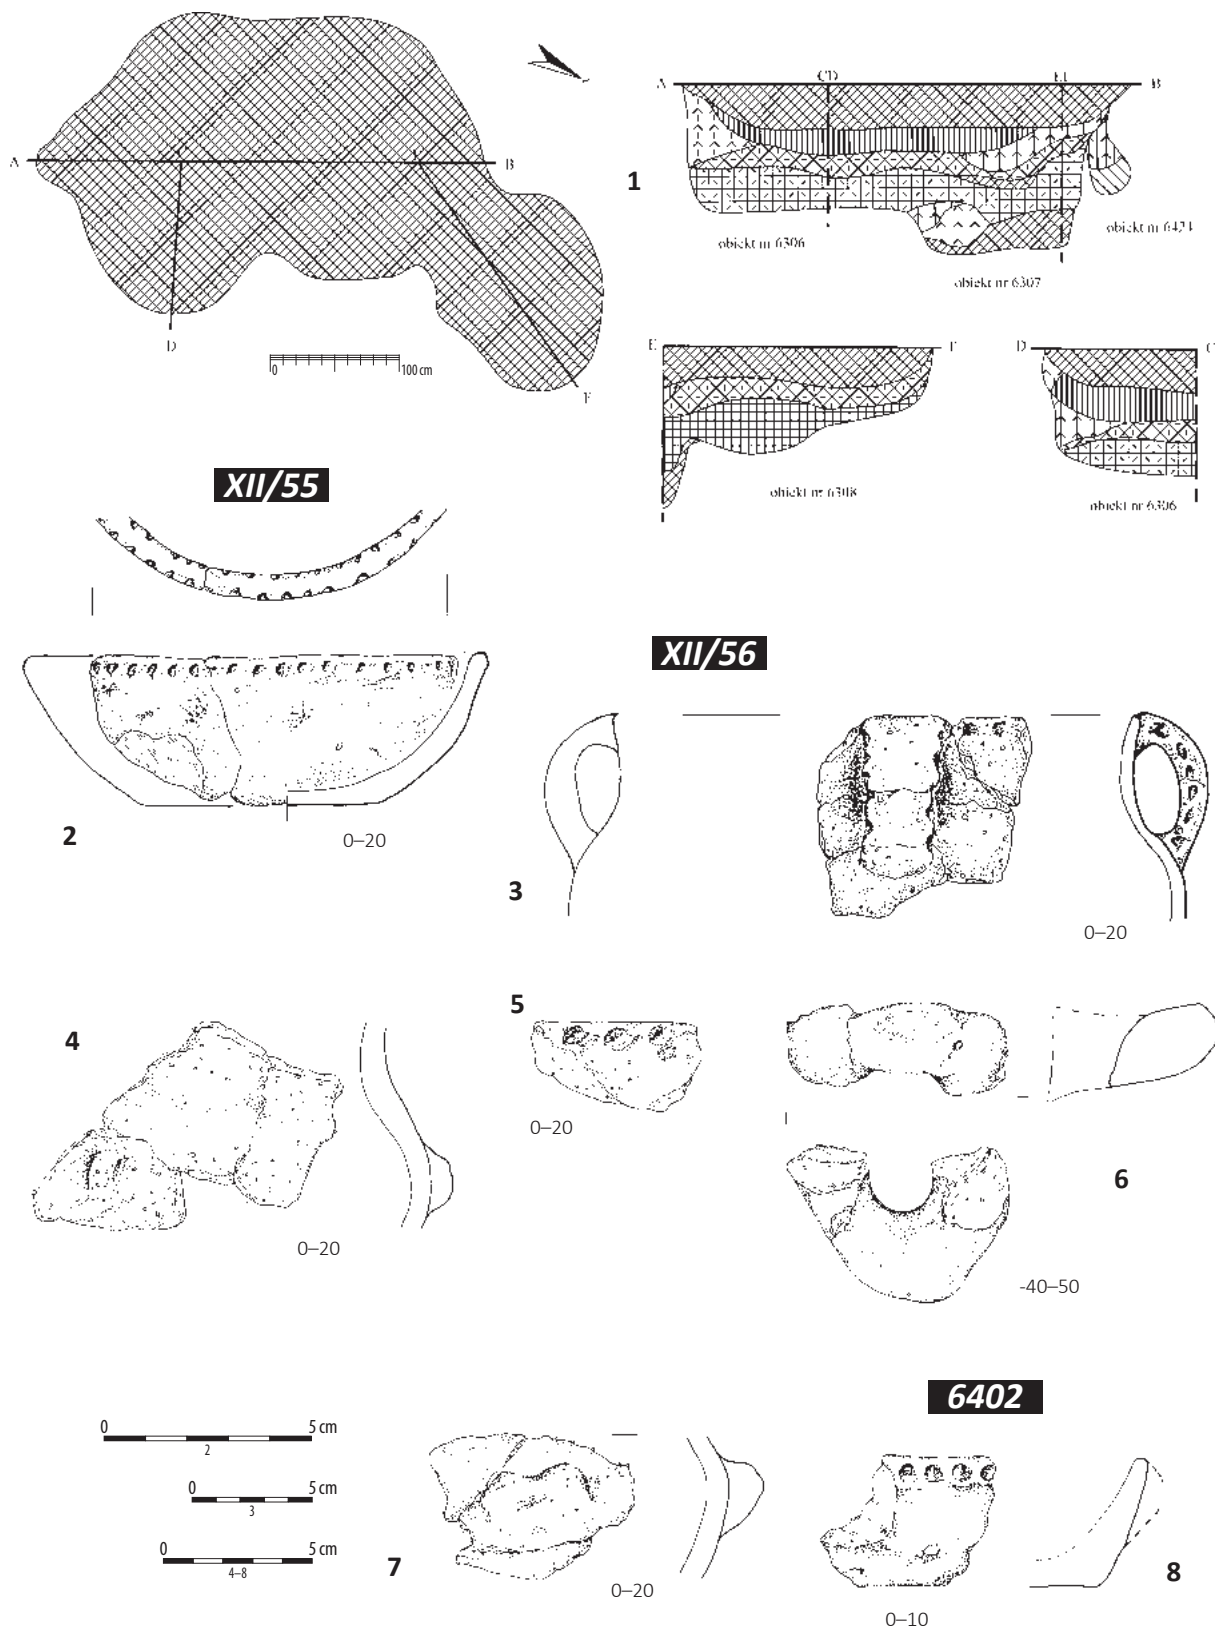 A
B
D
F
0
100 cm
A
CD
B
1
obiekt nr 6306
obiekt nr 6307
obiekt nr 6424
E
F
D
C
obiekt nr 6308
obiekt nr 6306
XII/55
2
0–20
XII/56
3
0–20
4
0–20
5
0–20
6
-40–50
0
5 cm
2
0
5 cm
3
0
5 cm
4–8
7
0–20
6402
8
0–10